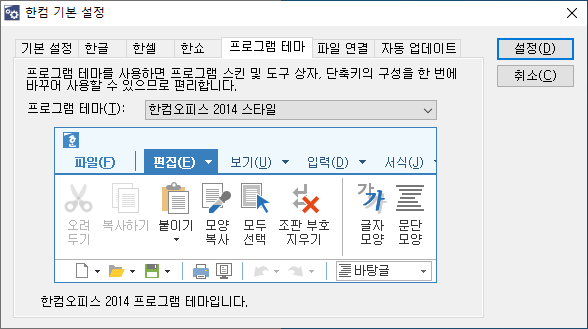 한컴 기본 설정
기본 설정 한글 한셀 한쇼 프로그램 테마 파일 연결 자동 업데이트
설정(D)
취소(C)
프로그램 테마를 사용하면 프로그램 스킨 및 도구 상자, 단축키의 구성을 한 번에
바꾸어 사용할 수 있으므로 편리합니다.
프로그램 테마(T): 한컴오피스 2014 스타일
파일(F) 편집(E) 보기(U) 입력(D) 서식(J)
오려 복사하기 붙이기 모양 모두 조판 부호 글자 문단
두기 복사 선택 지우기 모양 모양
바탕글
한컴오피스 2014 프로그램 테마입니다.